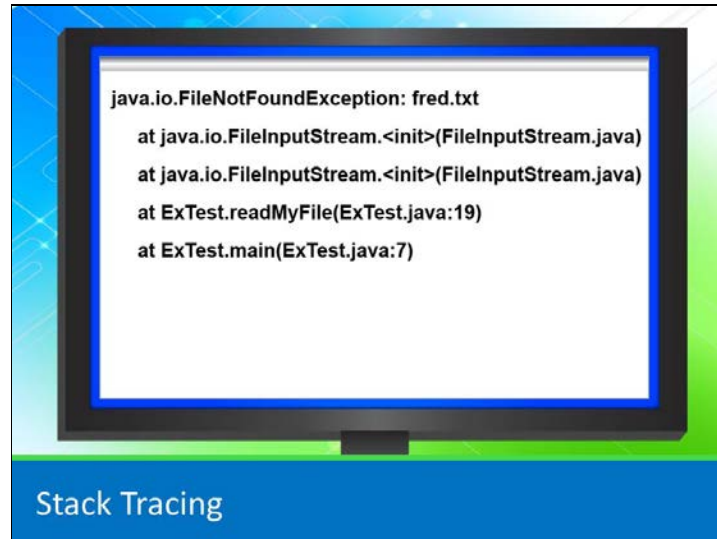 java.io.FileNotFoundException: fred.txt
at java.io.FileInputStream.<init>(FileInputStream.java)
at java.io.FileInputStream.<init>(FileInputStream.java)
at ExTest.readMyFile(ExTest.java:19)
at ExTest.main(ExTest.java:7)
Stack Tracing